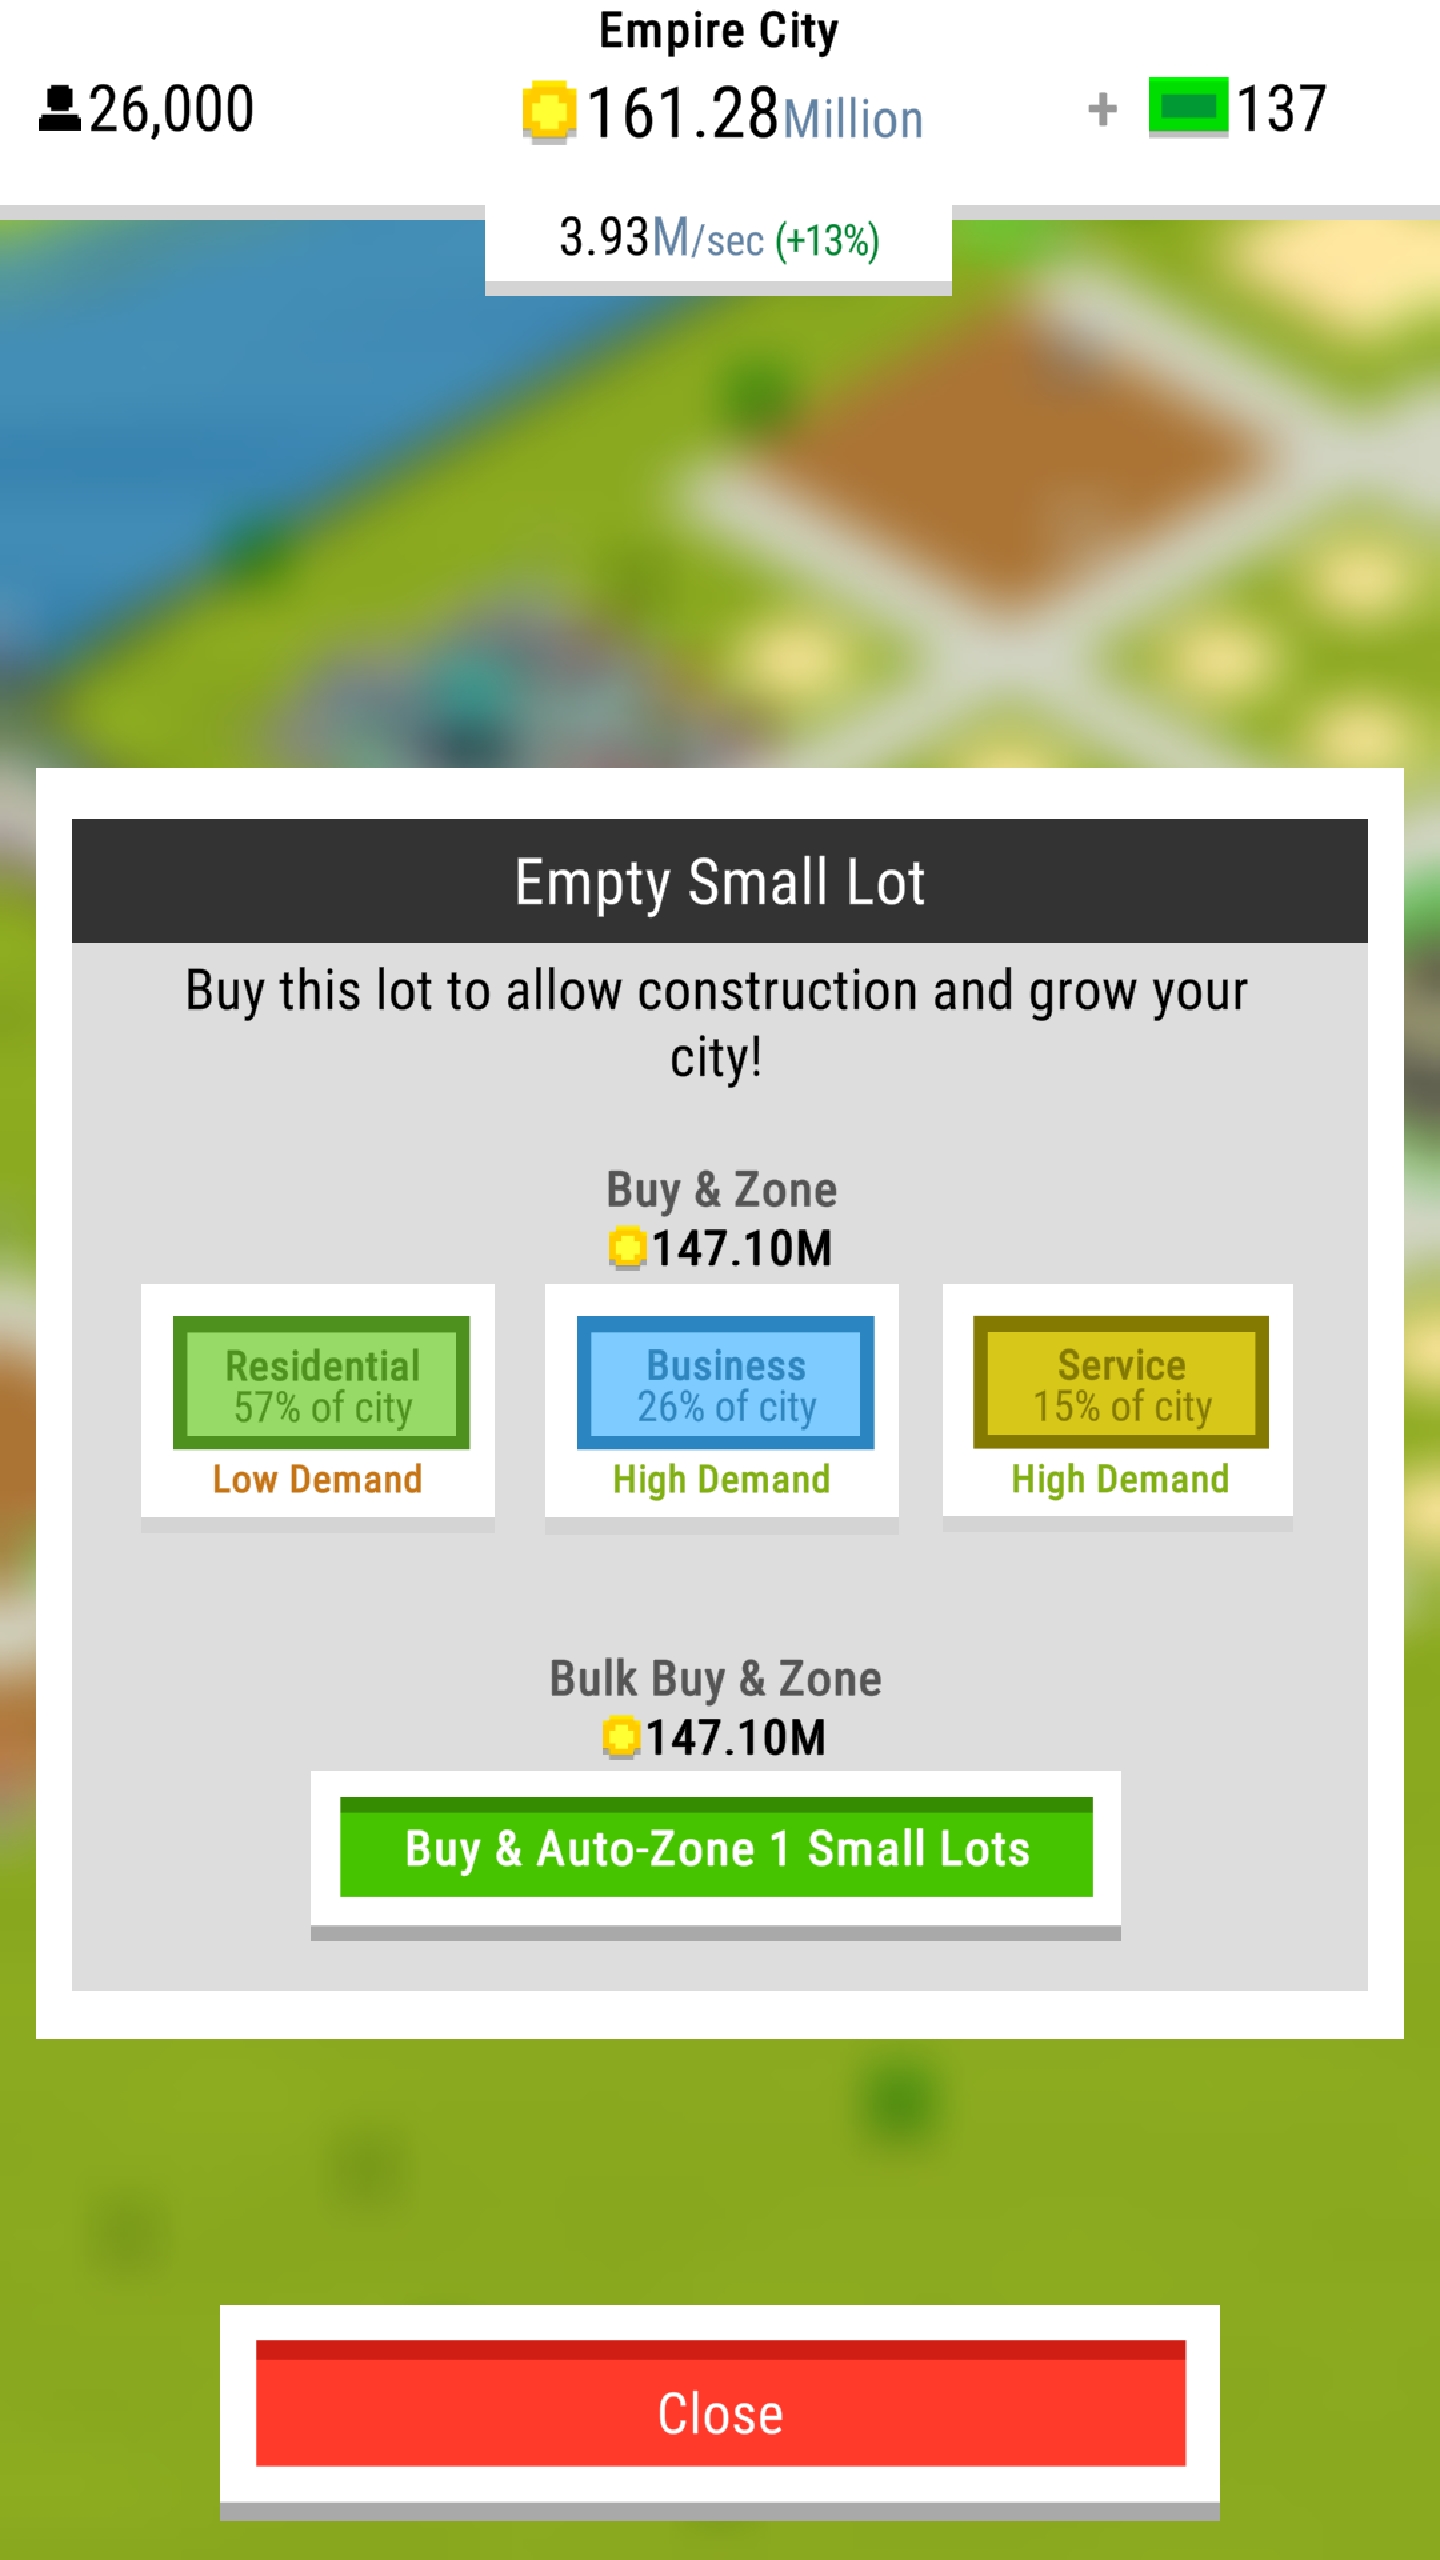 Empire City
26,000
161.28Million
+ 137
3.93M/sec (+13%)
Empty Small Lot
Buy this lot to allow construction and grow your
city!
Buy & Zone
147.10M
Residential
57% of city
Low Demand
Business
26% of city
High Demand
Service
15% of city
High Demand
Bulk Buy & Zone
147.10M
Buy & Auto-Zone 1 Small Lots
Close